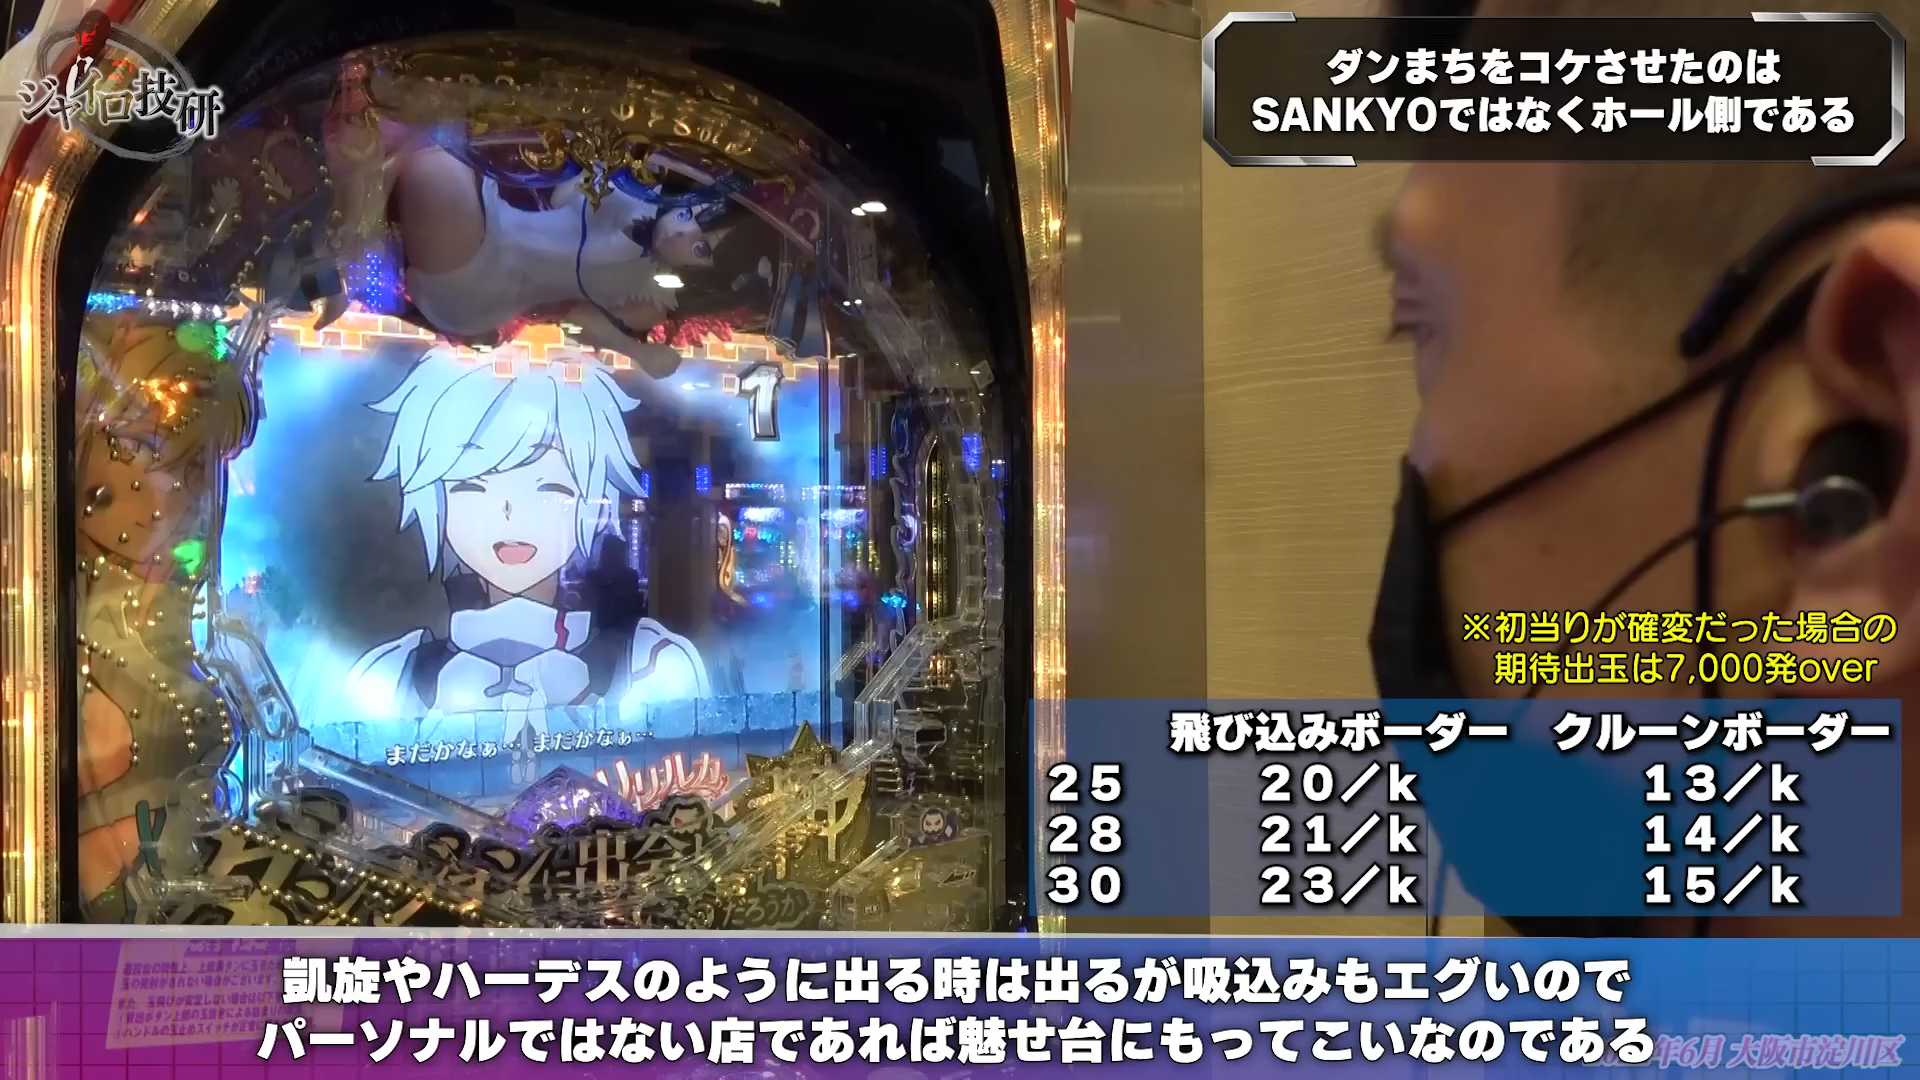 ジャイロ技研
ダンまちをコケさせたのは
SANKYOではなくホール側である
1
まだかなぁ… まだかなぁ…
リリルカ
※初当りが確変だった場合の
期待出玉は7,000発over
飛び込みボーダー クルーンボーダー
25 20／k 13／k
28 21／k 14／k
30 23／k 15／k
凱旋やハーデスのように出る時は出るが吸込みもエグいので
パーソナルではない店であれば魅せ台にもってこいなのである
年6月 大阪市淀川区